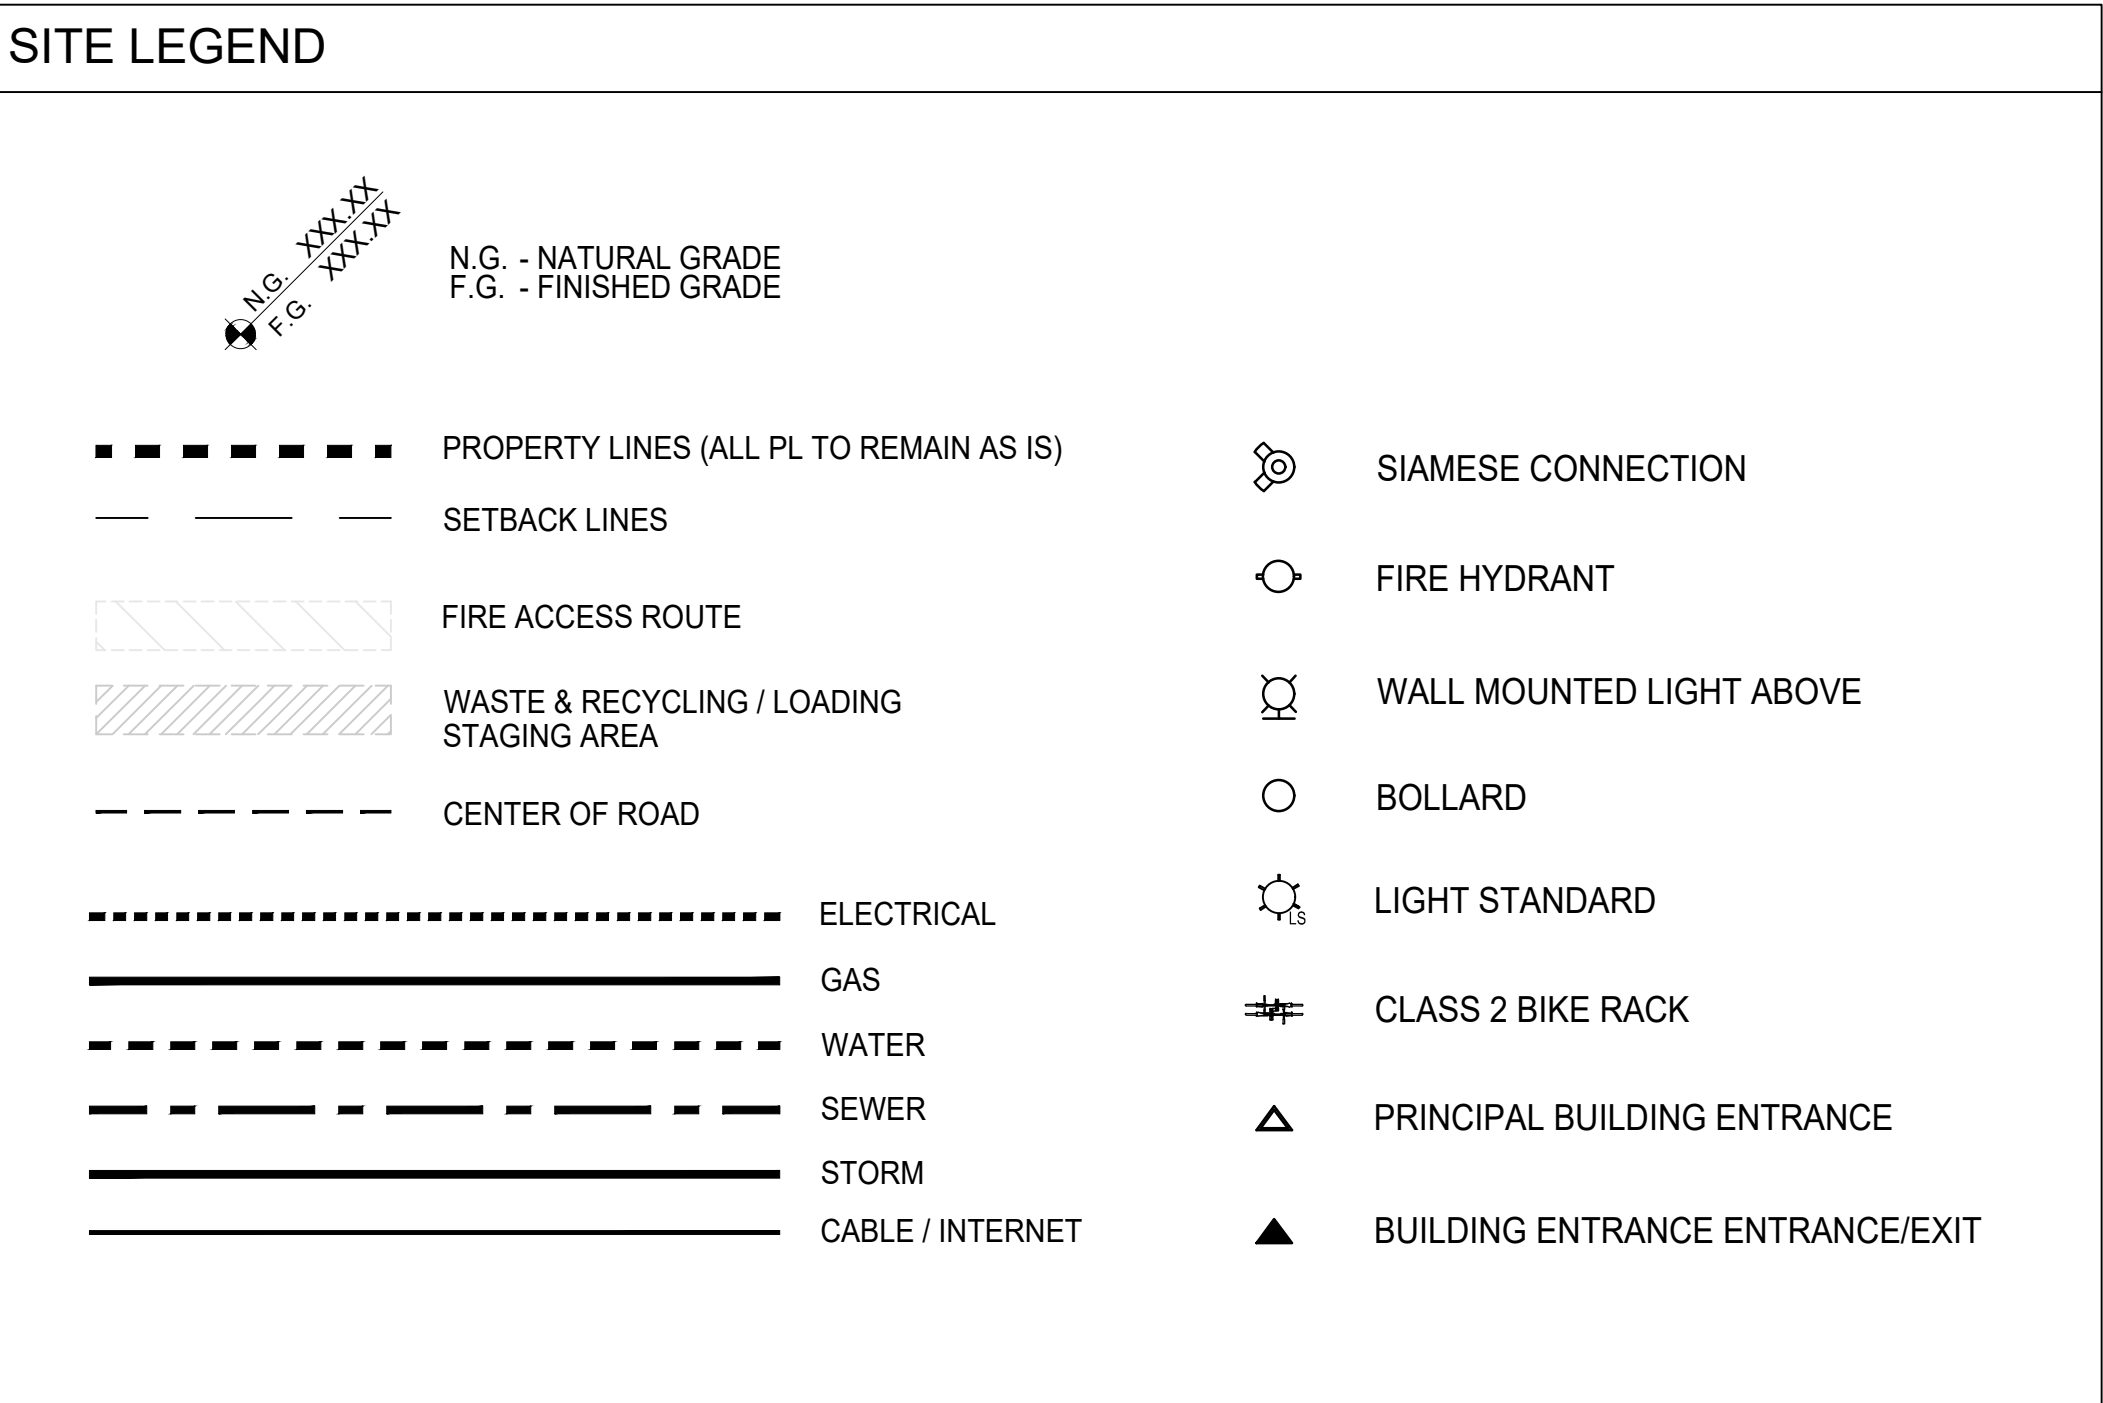 SITE LEGEND
N.G. XXX.XX
F.G. XXX.XX
N.G. - NATURAL GRADE
F.G. - FINISHED GRADE
PROPERTY LINES (ALL PL TO REMAIN AS IS)
SETBACK LINES
FIRE ACCESS ROUTE
WASTE & RECYCLING / LOADING
STAGING AREA
CENTER OF ROAD
ELECTRICAL
GAS
WATER
SEWER
STORM
CABLE / INTERNET
SIAMESE CONNECTION
FIRE HYDRANT
WALL MOUNTED LIGHT ABOVE
BOLLARD
LS
LIGHT STANDARD
CLASS 2 BIKE RACK
PRINCIPAL BUILDING ENTRANCE
BUILDING ENTRANCE ENTRANCE/EXIT